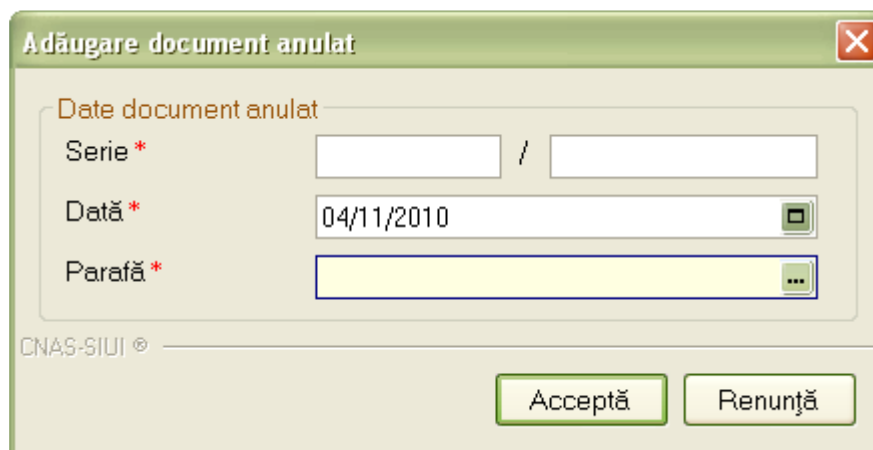 Adăugare document anulat
Date document anulat
Serie * /
Dată * 04/11/2010
Parafă * ...
CNAS-SIUI ®
Acceptă Renunţă